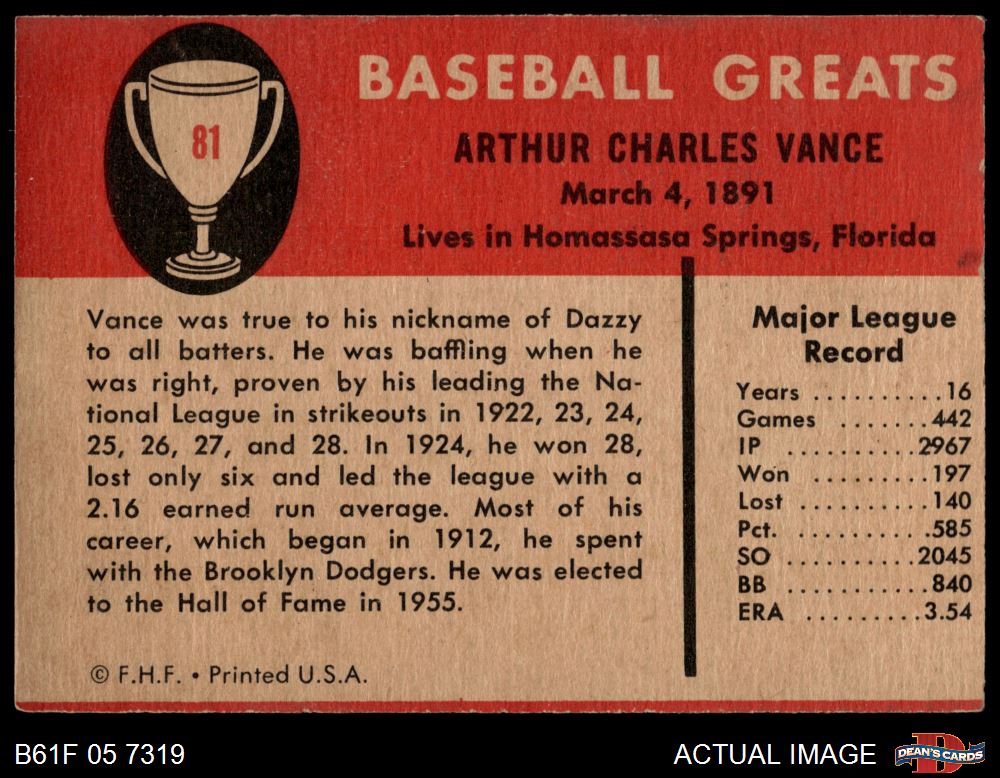 81
BASEBALL GREATS
ARTHUR CHARLES VANCE
March 4, 1891
Lives in Homassasa Springs, Florida
Vance was true to his nickname of Dazzy
to all batters. He was baffling when he
was right, proven by his leading the Na-
tional League in strikeouts in 1922, 23, 24,
25, 26, 27, and 28. In 1924, he won 28,
lost only six and led the league with a
2.16 earned run average. Most of his
career, which began in 1912, he spent
with the Brooklyn Dodgers. He was elected
to the Hall of Fame in 1955.
© F.H.F. • Printed U.S.A.
Major League
Record
Years ..........16
Games .......442
IP ...........2967
Won .........197
Lost ..........140
Pct. ..........585
SO ..........2045
BB ...........840
ERA .........3.54
B61F 05 7319
ACTUAL IMAGE
DEAN'S CARDS